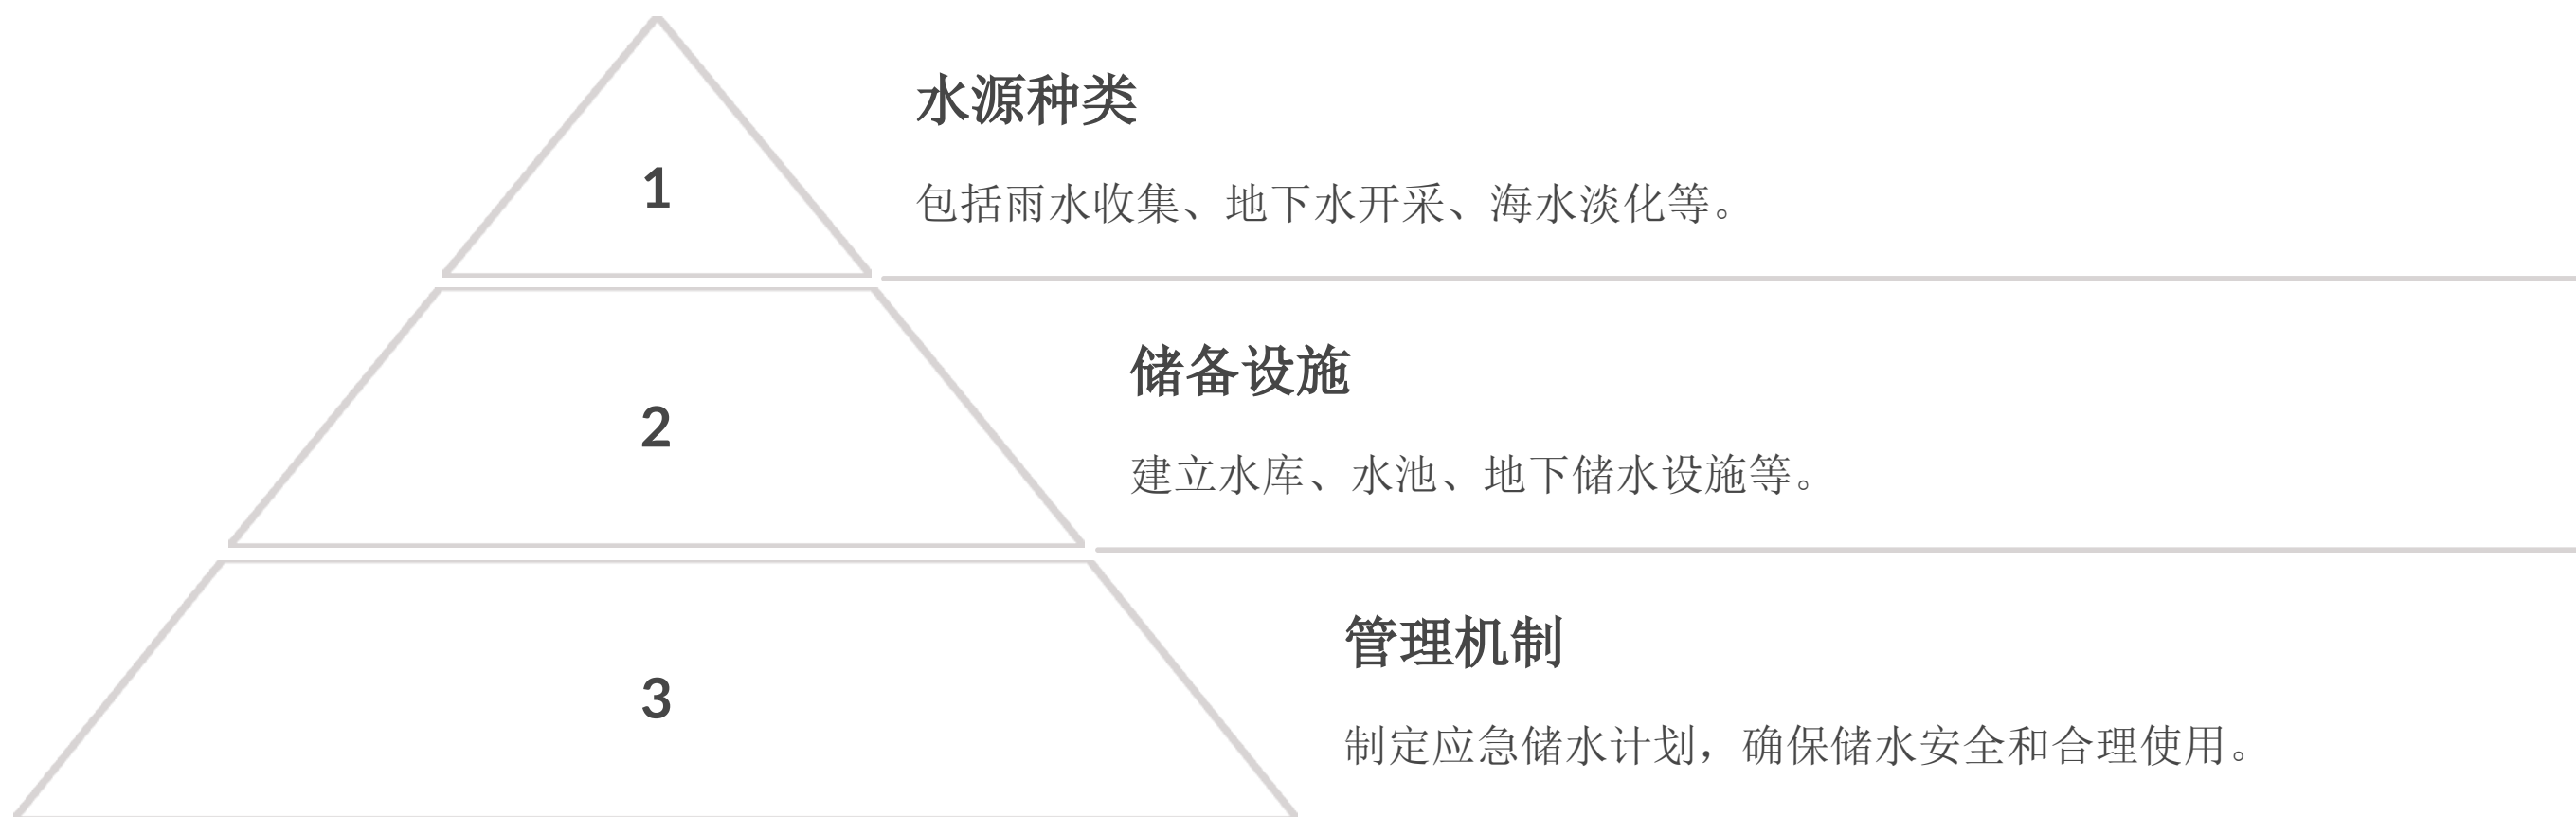 水源种类
1
包括雨水收集、地下水开采、海水淡化等。
储备设施
2
建立水库、水池、地下储水设施等。
管理机制
3
制定应急储水计划，确保储水安全和合理使用。